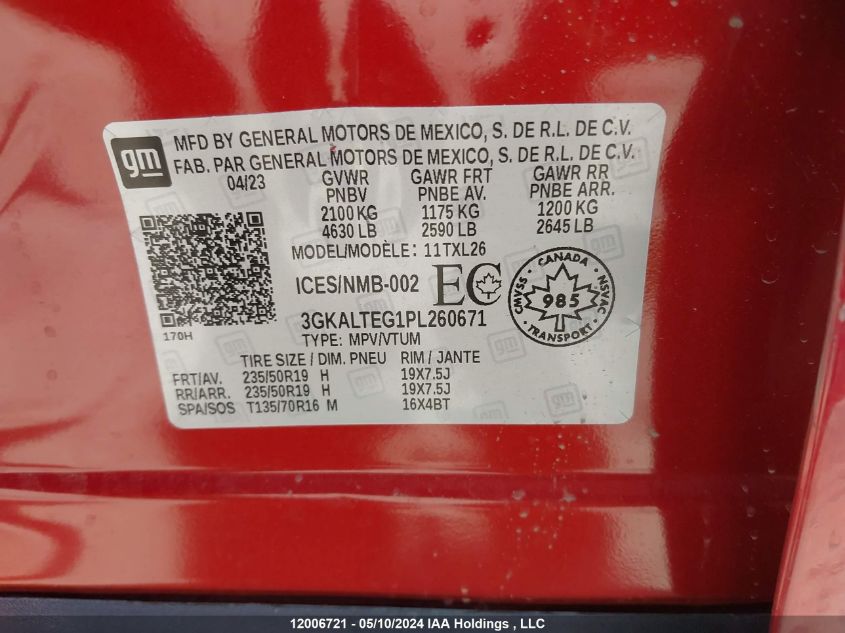 gm
MFD BY GENERAL MOTORS DE MEXICO, S. DE R.L. DE C.V.
FAB. PAR GENERAL MOTORS DE MEXICO, S. DE R.L. DE C.V.
04/23 GVWR GAWR FRT GAWR RR
PNBV PNBE AV. PNBE ARR.
2100 KG 1175 KG 1200 KG
4630 LB 2590 LB 2645 LB
MODEL/MODÈLE: 11TXL26
ICES/NMB-002 EC
CANADA
CMVSS 985 NSVAC
TRANSPORT
3GKALTEG1PL260671
170H
TYPE: MPV/VTUM
TIRE SIZE / DIM. PNEU RIM / JANTE
FRT/AV. 235/50R19 H 19X7.5J
RR/ARR. 235/50R19 H 19X7.5J
SPA/SOS T135/70R16 M 16X4BT
12006721 - 05/10/2024 IAA Holdings, LLC